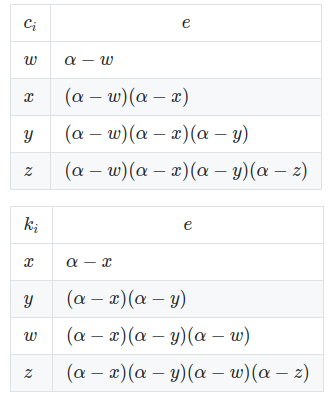 c_i e
w α − w
x (α − w)(α − x)
y (α − w)(α − x)(α − y)
z (α − w)(α − x)(α − y)(α − z)
k_i e
x α − x
y (α − x)(α − y)
w (α − x)(α − y)(α − w)
z (α − x)(α − y)(α − w)(α − z)